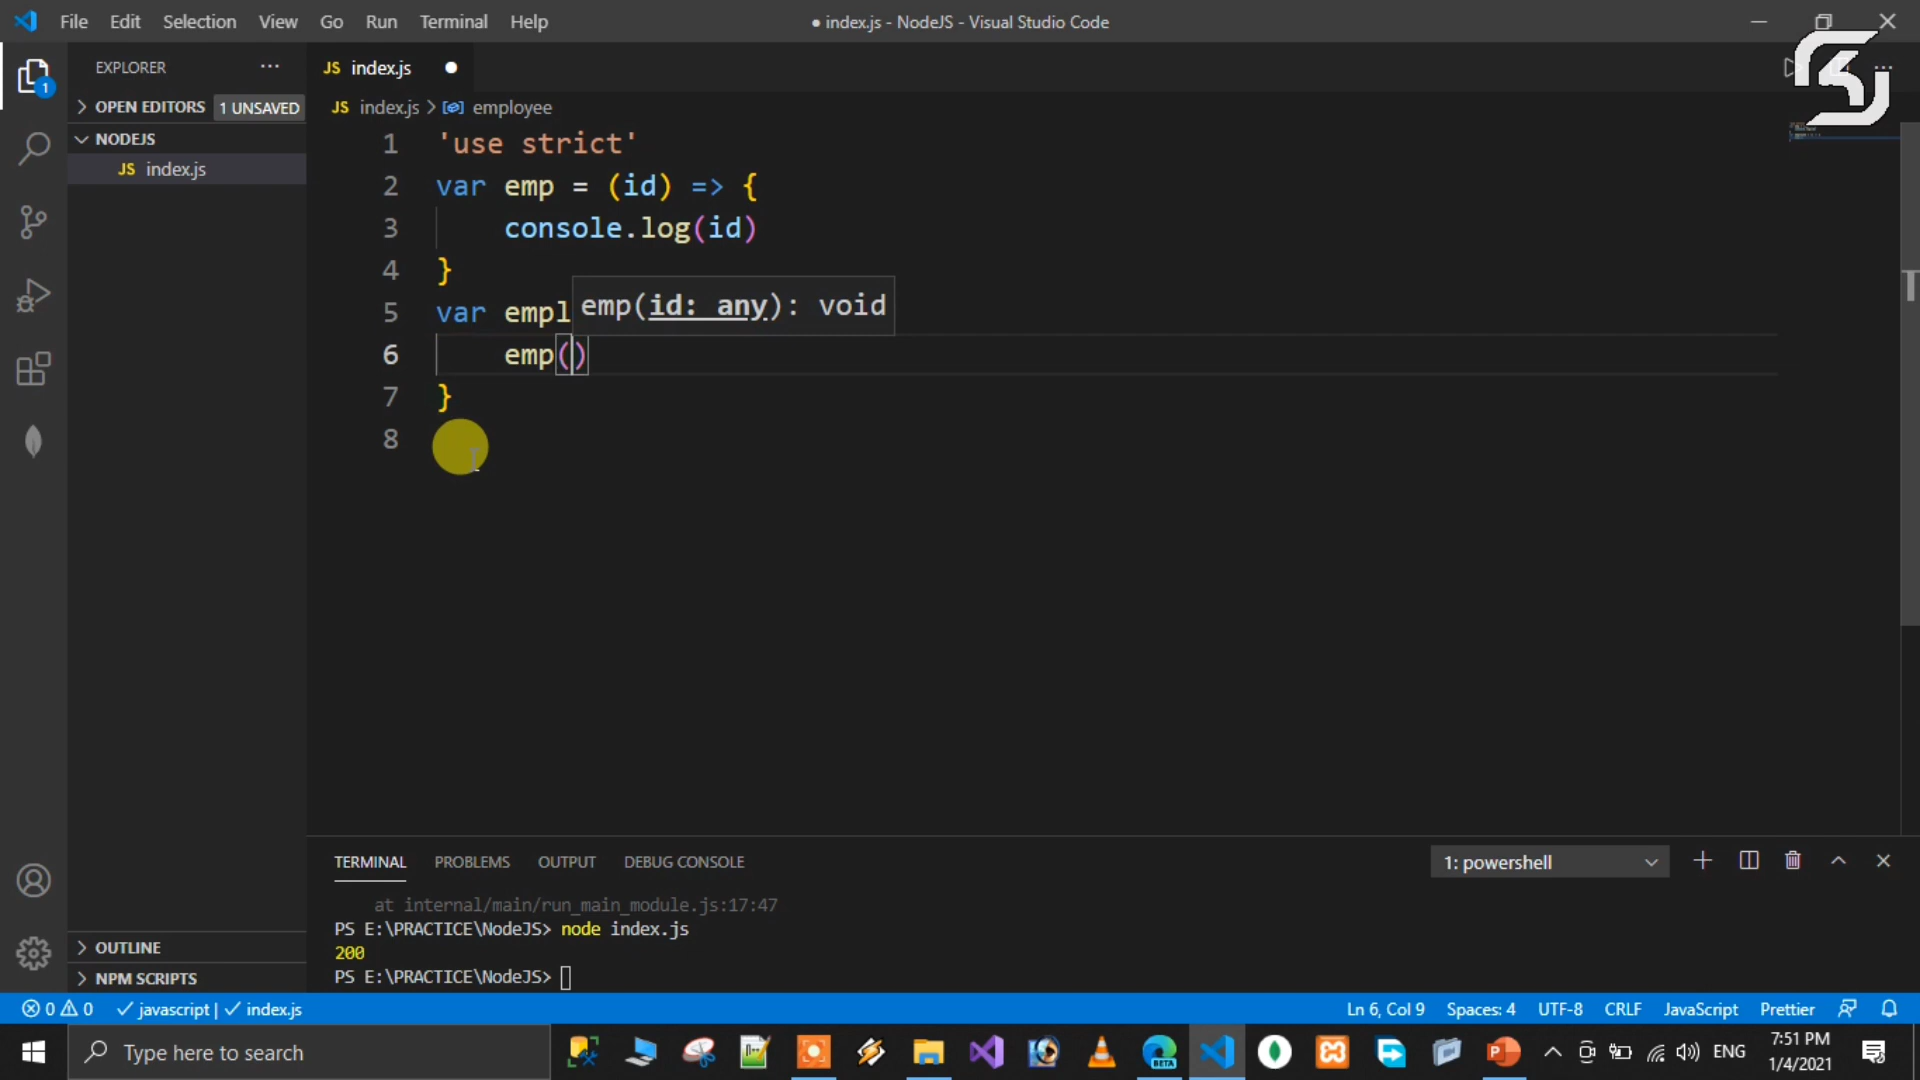 File Edit Selection View Go Run Terminal Help
● index.js - NodeJS - Visual Studio Code
EXPLORER
OPEN EDITORS 1 UNSAVED
NODEJS
JS index.js
OUTLINE
NPM SCRIPTS
1
JS index.js
JS index.js > employee
1 'use strict'
2 var emp = (id) => {
3 console.log(id)
4 }
5 var empl
emp(id: any): void
6 emp()
7 }
8
TERMINAL PROBLEMS OUTPUT DEBUG CONSOLE
1: powershell
at internal/main/run_main_module.js:17:47
PS E:\PRACTICE\NodeJS> node index.js
200
PS E:\PRACTICE\NodeJS>
0 0 javascript | index.js
Ln 6, Col 9 Spaces: 4 UTF-8 CRLF JavaScript Prettier
Type here to search
BETA
ENG
7:51 PM
1/4/2021